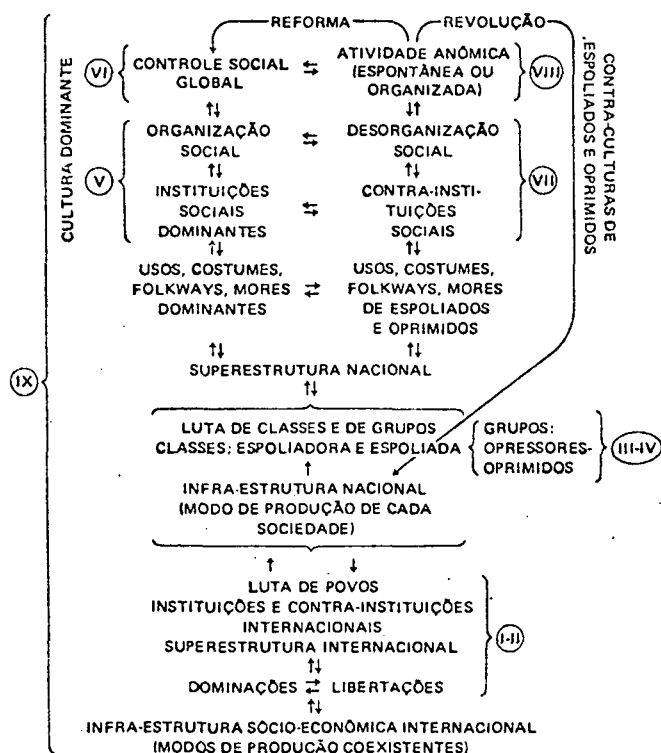 REFORMA REVOLUÇÃO
CULTURA DOMINANTE
VI
CONTROLE SOCIAL
GLOBAL
ATIVIDADE ANÔMICA
(ESPONTÂNEA OU
ORGANIZADA)
VIII
CONTRA-CULTURAS DE
ESPOLIADOS E OPRIMIDOS
V
ORGANIZAÇÃO
SOCIAL
DESORGANIZAÇÃO
SOCIAL
VII
INSTITUIÇÕES
SOCIAIS
DOMINANTES
CONTRA-INSTI-
TUIÇÕES
SOCIAIS
USOS, COSTUMES,
FOLKWAYS, MORES
DOMINANTES
USOS, COSTUMES,
FOLKWAYS, MORES
DE ESPOLIADOS
E OPRIMIDOS
IX
SUPERESTRUTURA NACIONAL
LUTA DE CLASSES E DE GRUPOS
CLASSES; ESPOLIADORA E ESPOLIADA
GRUPOS:
OPRESSORES-
OPRIMIDOS
III-IV
INFRA-ESTRUTURA NACIONAL
(MODO DE PRODUÇÃO DE CADA
SOCIEDADE)
LUTA DE POVOS
INSTITUIÇÕES E CONTRA-INSTITUIÇÕES
INTERNACIONAIS
SUPERESTRUTURA INTERNACIONAL
I-II
DOMINAÇÕES ⇄ LIBERTAÇÕES
INFRA-ESTRUTURA SÓCIO-ECONÔMICA INTERNACIONAL
(MODOS DE PRODUÇÃO COEXISTENTES)